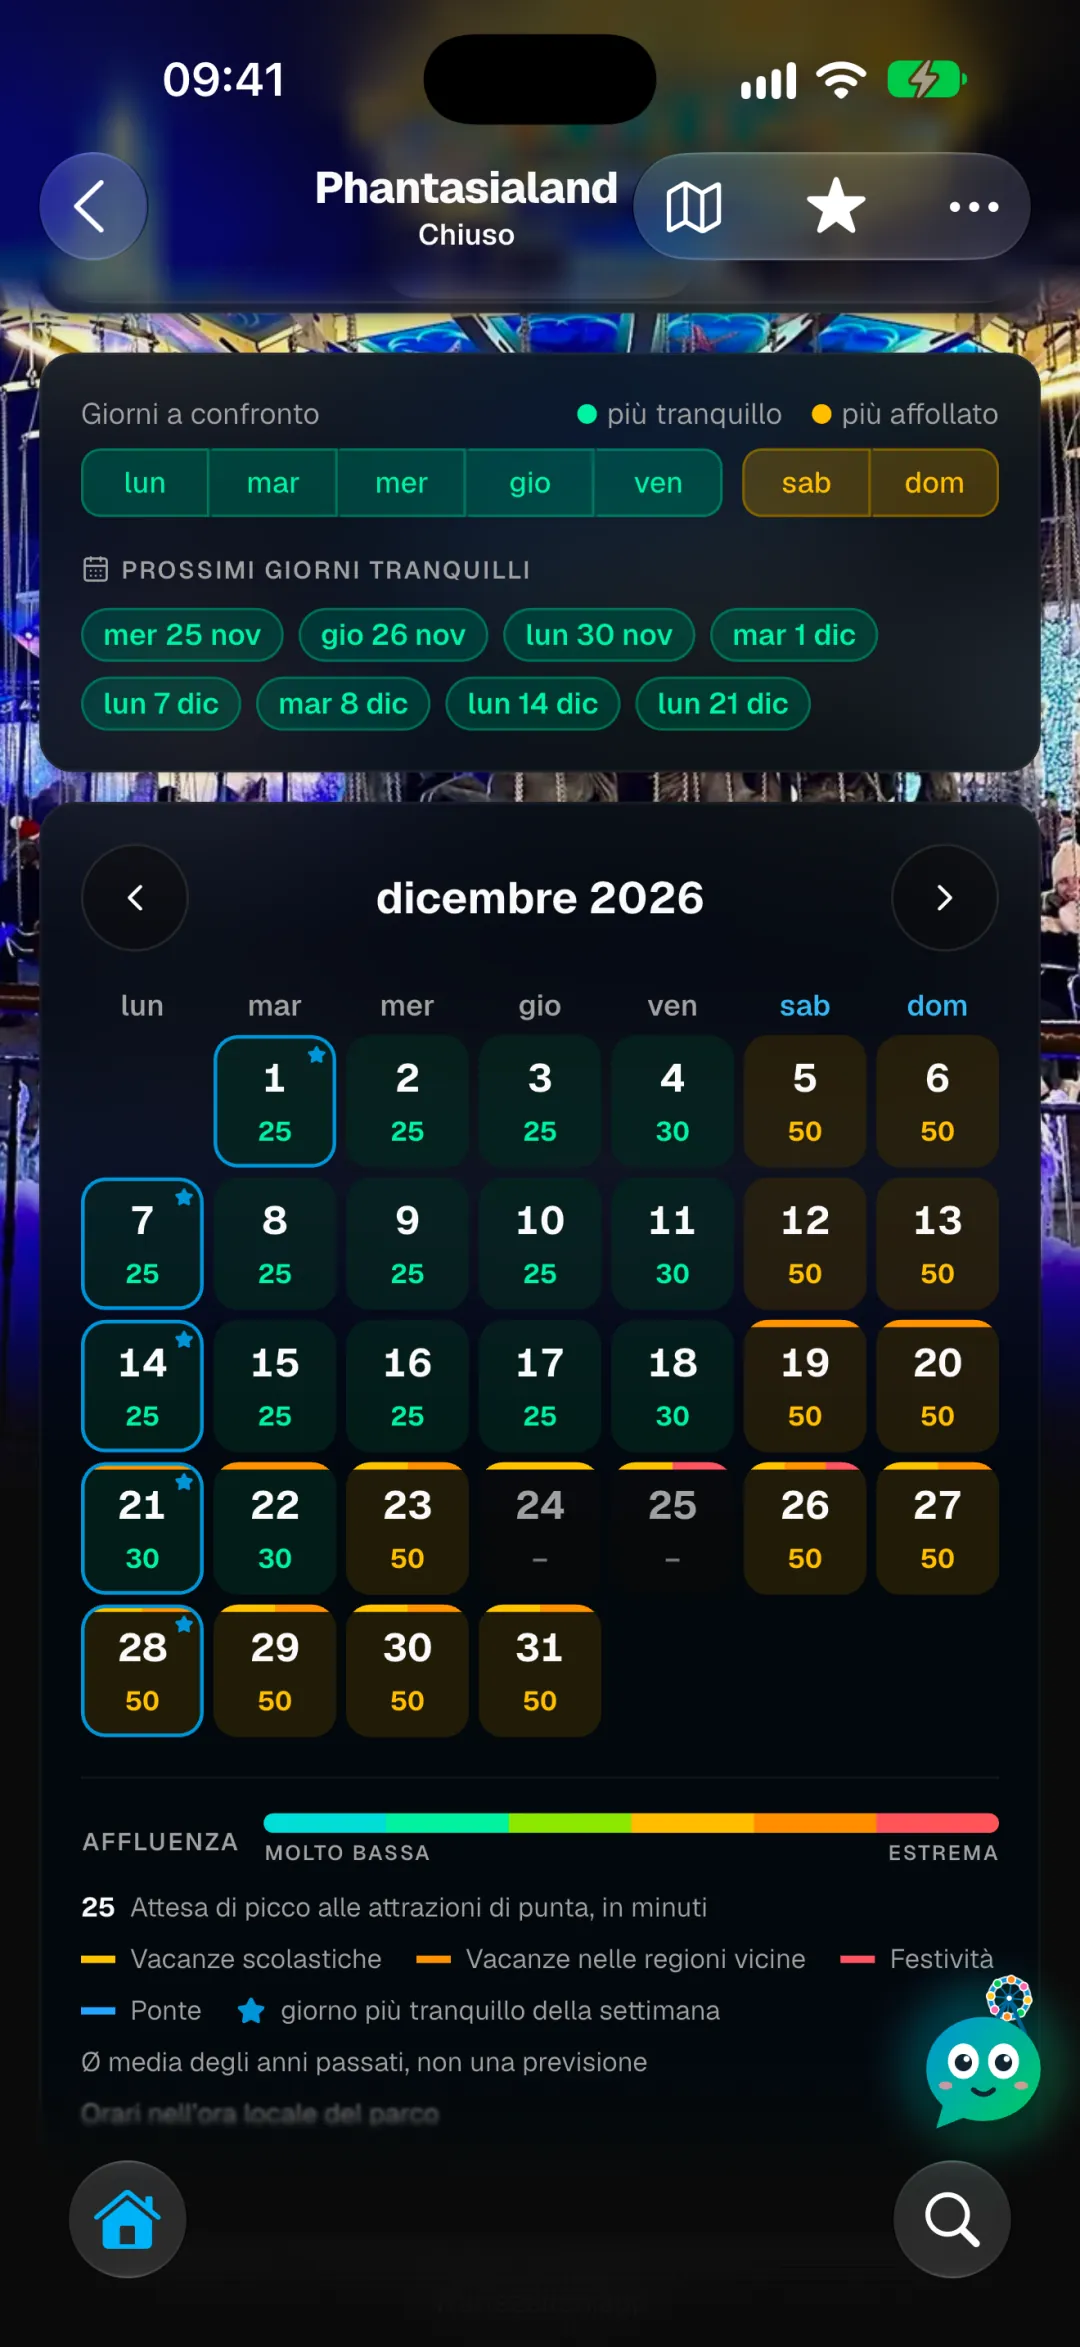 09:41
Phantasialand
Chiuso
Giorni a confronto più tranquillo più affollato
lun mar mer gio ven sab dom
PROSSIMI GIORNI TRANQUILLI
mer 25 nov gio 26 nov lun 30 nov mar 1 dic
lun 7 dic mar 8 dic lun 14 dic lun 21 dic
dicembre 2026
lun mar mer gio ven sab dom
1 2 3 4 5 6
25 25 25 30 50 50
7 8 9 10 11 12 13
25 25 25 25 30 50 50
14 15 16 17 18 19 20
25 25 25 25 30 50 50
21 22 23 24 25 26 27
30 30 50 – – 50 50
28 29 30 31
50 50 50 50
AFFLUENZA
MOLTO BASSA ESTREMA
25 Attesa di picco alle attrazioni di punta, in minuti
Vacanze scolastiche Vacanze nelle regioni vicine Festività
Ponte giorno più tranquillo della settimana
Ø media degli anni passati, non una previsione
Orari nell'ora locale del parco